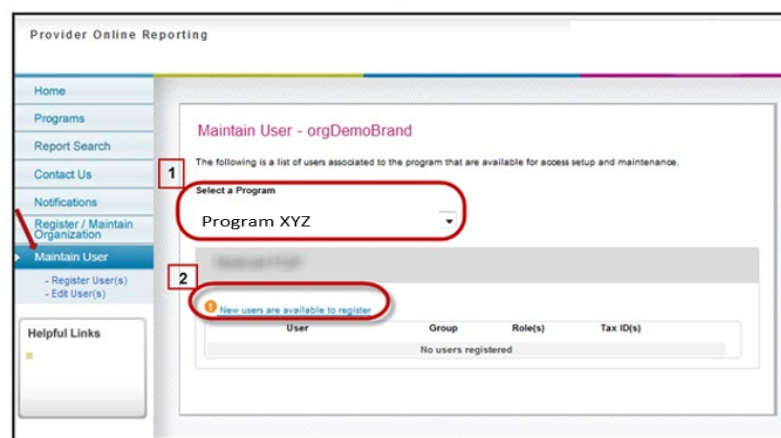 Provider Online Reporting
Home
Programs
Report Search
Contact Us
Notifications
Register / Maintain
Organization
Maintain User
- Register User(s)
- Edit User(s)
Helpful Links
Maintain User - orgDemoBrand
The following is a list of users associated to the program that are available for access setup and maintenance.
1
Select a Program
Program XYZ
2
New users are available to register
User Group Role(s) Tax ID(s)
No users registered